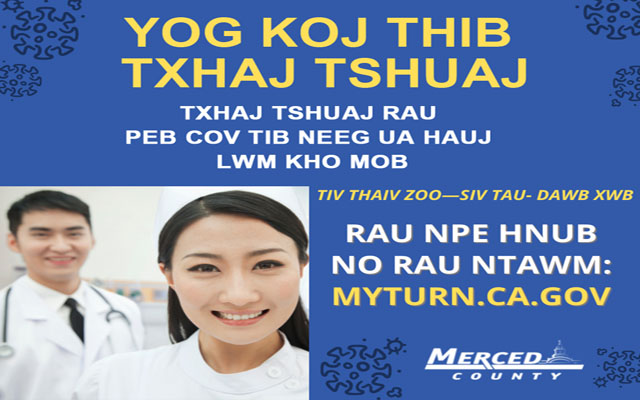 YOG KOJ THIB
TXHAJ TSHUAJ
TXHAJ TSHUAJ RAU
PEB COV TIB NEEG UA HAUJ
LWM KHO MOB
TIV THAIV ZOO—SIV TAU- DAWB XWB
RAU NPE HNUB
NO RAU NTAWM:
MYTURN.CA.GOV
MERCED
COUNTY